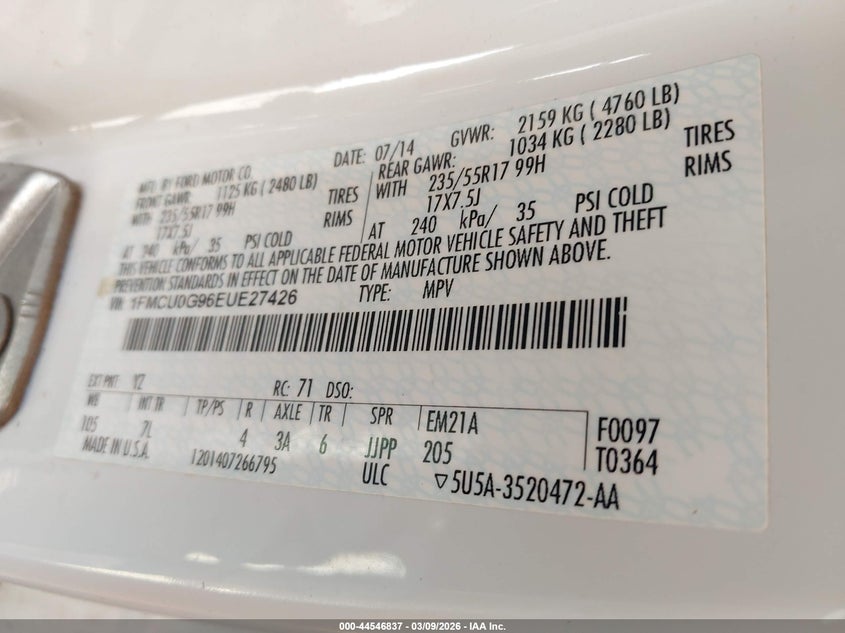 MFD. BY FORD MOTOR CO. DATE: 07/14 GVWR: 2159 KG ( 4760 LB)
FRONT GAWR: 1125 KG ( 2480 LB) REAR GAWR: 1034 KG ( 2280 LB)
WITH 235/55R17 99H TIRES WITH 235/55R17 99H TIRES
17X7.5J RIMS 17X7.5J RIMS
AT 240 kPa/ 35 PSI COLD AT 240 kPa/ 35 PSI COLD
THIS VEHICLE CONFORMS TO ALL APPLICABLE FEDERAL MOTOR VEHICLE SAFETY AND THEFT
PREVENTION STANDARDS IN EFFECT ON THE DATE OF MANUFACTURE SHOWN ABOVE.
VIN: 1FMCU0G96EUE27426 TYPE: MPV
EXT PNT YZ RC: 71 DSO:
WB INT TR TP/PS R AXLE TR SPR EM21A F0097
105 7L 4 3A 6 JJPP 205 T0364
MADE IN U.S.A. 1201407266795 ULC ▽5U5A-3520472-AA
000-44546837 - 03/09/2026 - IAA Inc.